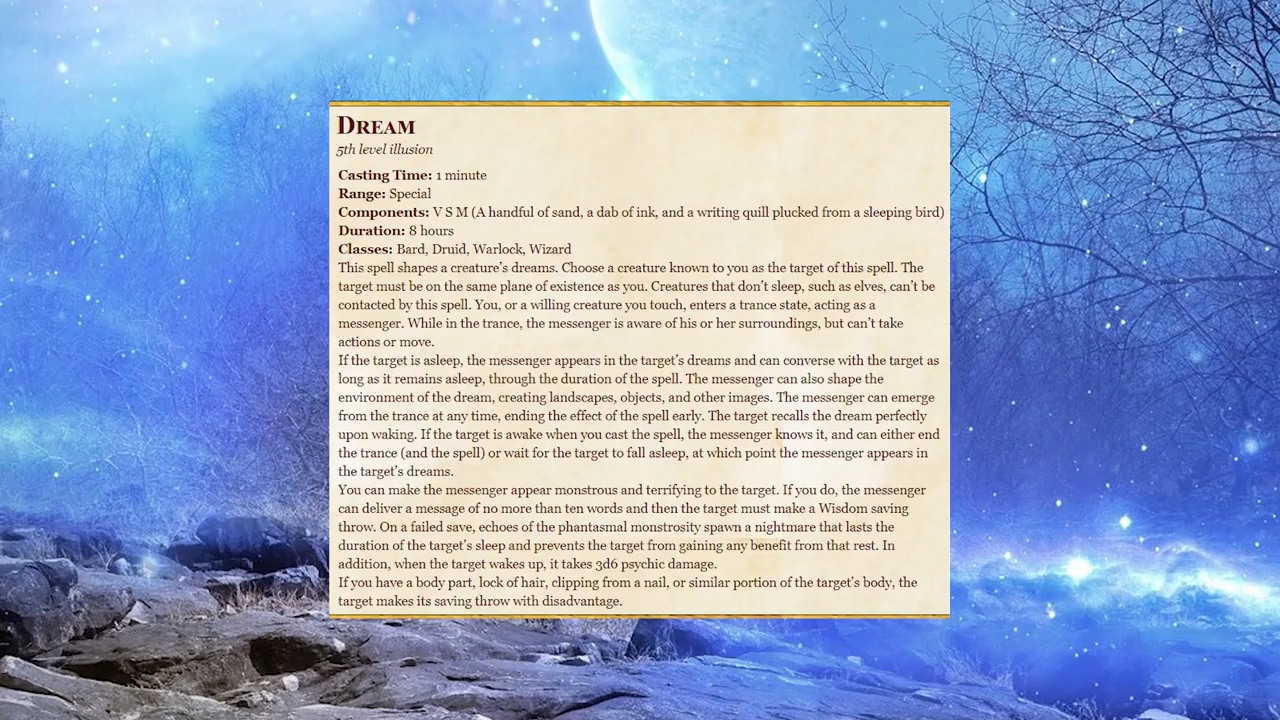 Dream
5th level illusion
Casting Time: 1 minute
Range: Special
Components: V S M (A handful of sand, a dab of ink, and a writing quill plucked from a sleeping bird)
Duration: 8 hours
Classes: Bard, Druid, Warlock, Wizard
This spell shapes a creature's dreams. Choose a creature known to you as the target of this spell. The
target must be on the same plane of existence as you. Creatures that don't sleep, such as elves, can't be
contacted by this spell. You, or a willing creature you touch, enters a trance state, acting as a
messenger. While in the trance, the messenger is aware of his or her surroundings, but can't take
actions or move.
If the target is asleep, the messenger appears in the target's dreams and can converse with the target as
long as it remains asleep, through the duration of the spell. The messenger can also shape the
environment of the dream, creating landscapes, objects, and other images. The messenger can emerge
from the trance at any time, ending the effect of the spell early. The target recalls the dream perfectly
upon waking. If the target is awake when you cast the spell, the messenger knows it, and can either end
the trance (and the spell) or wait for the target to fall asleep, at which point the messenger appears in
the target's dreams.
You can make the messenger appear monstrous and terrifying to the target. If you do, the messenger
can deliver a message of no more than ten words and then the target must make a Wisdom saving
throw. On a failed save, echoes of the phantasmal monstrosity spawn a nightmare that lasts the
duration of the target's sleep and prevents the target from gaining any benefit from that rest. In
addition, when the target wakes up, it takes 3d6 psychic damage.
If you have a body part, lock of hair, clipping from a nail, or similar portion of the target's body, the
target makes its saving throw with disadvantage.